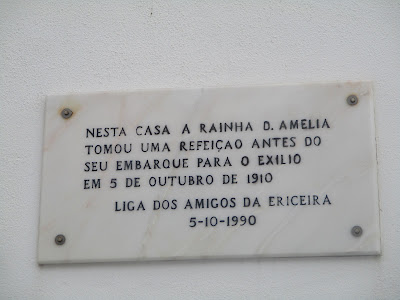 NESTA CASA A RAINHA D. AMELIA
TOMOU UMA REFEIÇAO ANTES DO
SEU EMBARQUE PARA O EXILIO
EM 5 DE OUTUBRO DE 1910
LIGA DOS AMIGOS DA ERICEIRA
5-10-1990